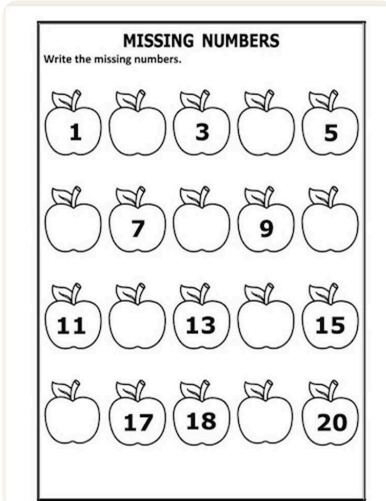 MISSING NUMBERS
Write the missing numbers.
1 3 5
7 9
11 13 15
17 18 20